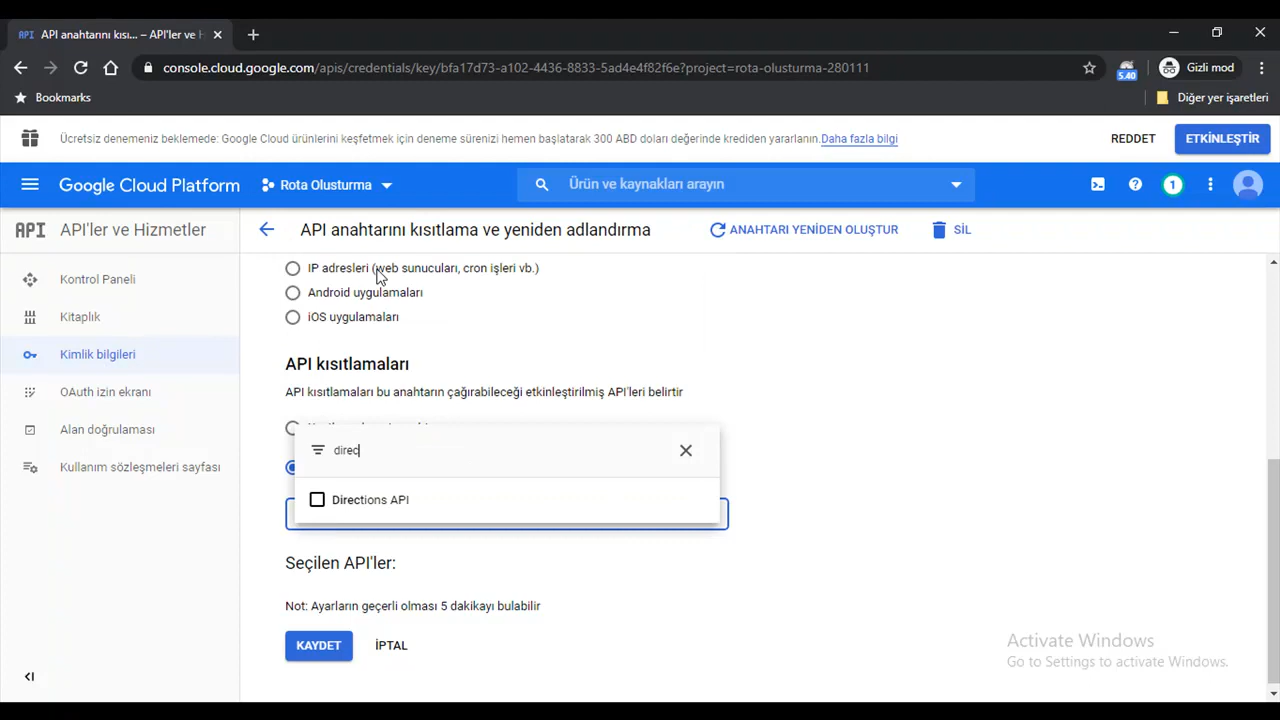 API API anahtarını kısı... – API'ler ve H
console.cloud.google.com/apis/credentials/key/bfa17d73-a102-4436-8833-5ad4e4f82f6e?project=rota-olusturma-280111
5.40
Gizli mod
Bookmarks
Diğer yer işaretleri
Ücretsiz denemeniz beklemede: Google Cloud ürünlerini keşfetmek için deneme sürenizi hemen başlatarak 300 ABD doları değerinde krediden yararlanın. Daha fazla bilgi
REDDET
ETKİNLEŞTİR
Google Cloud Platform
Rota Olusturma
Ürün ve kaynakları arayın
1
API API'ler ve Hizmetler
API anahtarını kısıtlama ve yeniden adlandırma
ANAHTARI YENİDEN OLUŞTUR
SİL
Kontrol Paneli
Kitaplık
Kimlik bilgileri
OAuth izin ekranı
Alan doğrulaması
Kullanım sözleşmeleri sayfası
IP adresleri (web sunucuları, cron işleri vb.)
Android uygulamaları
iOS uygulamaları
API kısıtlamaları
API kısıtlamaları bu anahtarın çağırabileceği etkinleştirilmiş API'leri belirtir
direc
Directions API
Seçilen API'ler:
Not: Ayarların geçerli olması 5 dakikayı bulabilir
KAYDET
İPTAL
Activate Windows
Go to Settings to activate Windows.